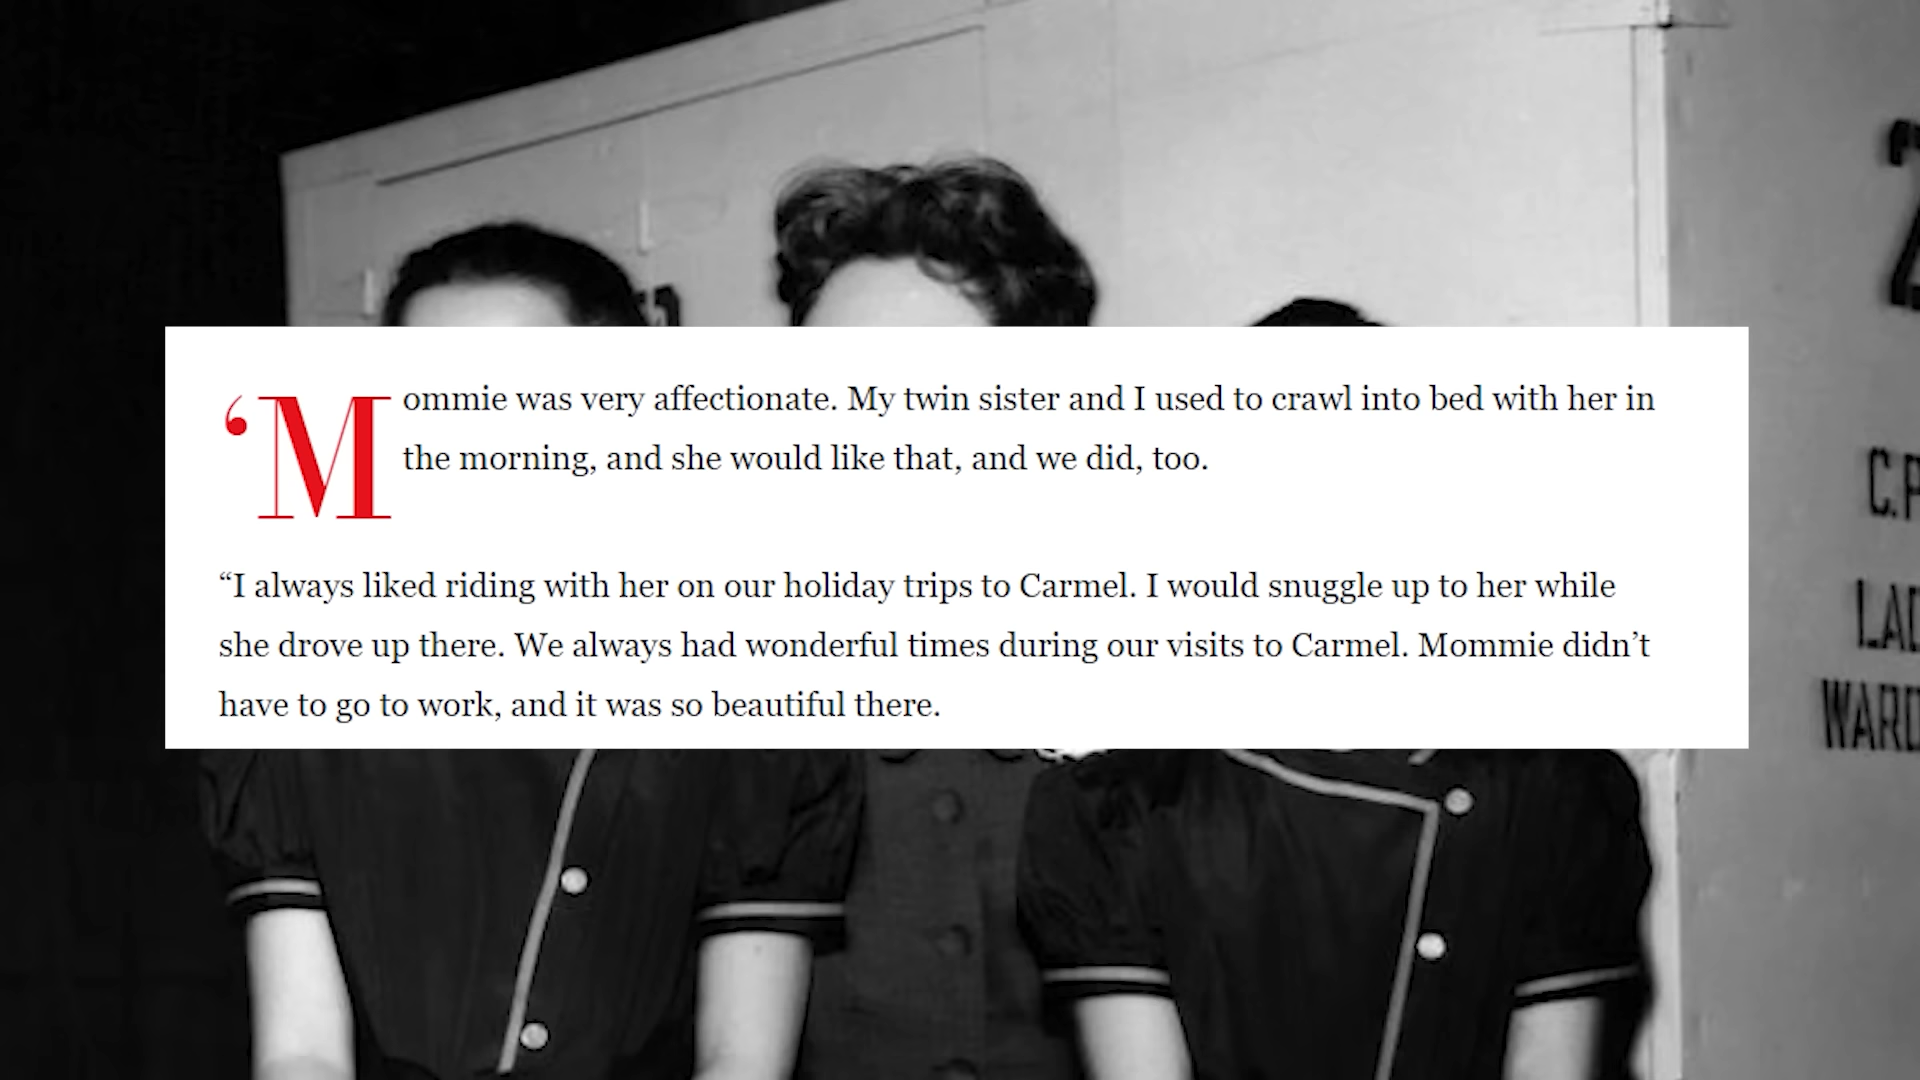 ‘Mommie was very affectionate. My twin sister and I used to crawl into bed with her in
the morning, and she would like that, and we did, too.
“I always liked riding with her on our holiday trips to Carmel. I would snuggle up to her while
she drove up there. We always had wonderful times during our visits to Carmel. Mommie didn’t
have to go to work, and it was so beautiful there.
C.P
LAD
WARD